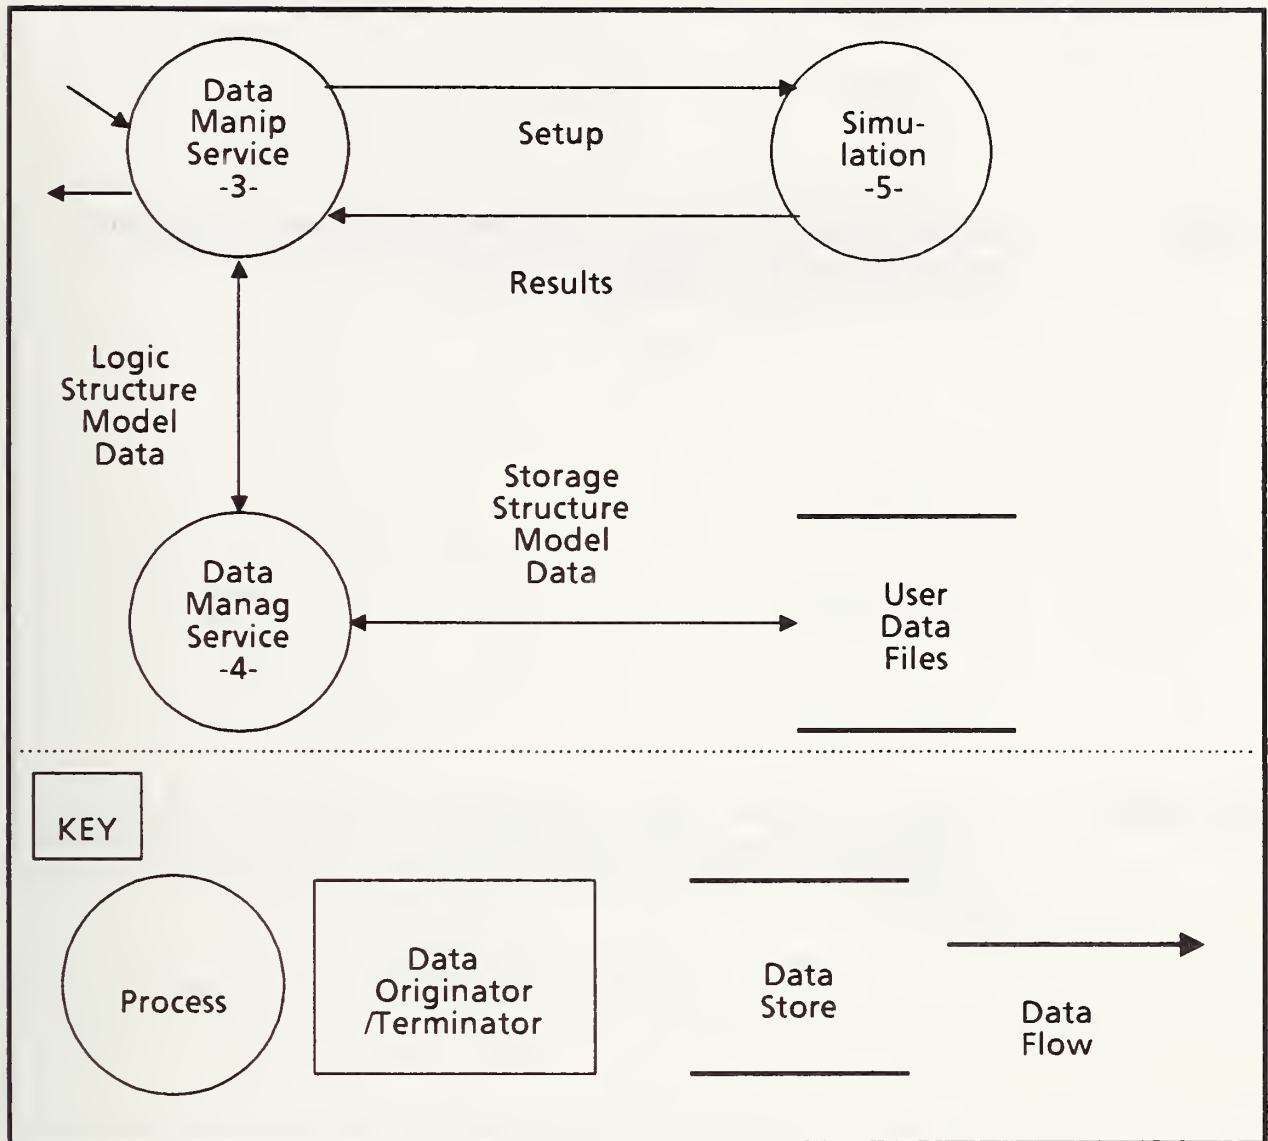 Data
Manip
Service
-3-
Setup
Simu-
lation
-5-
Results
Logic
Structure
Model
Data
Storage
Structure
Model
Data
Data
Manag
Service
-4-
User
Data
Files
KEY
Process
Data
Originator
/Terminator
Data
Store
Data
Flow